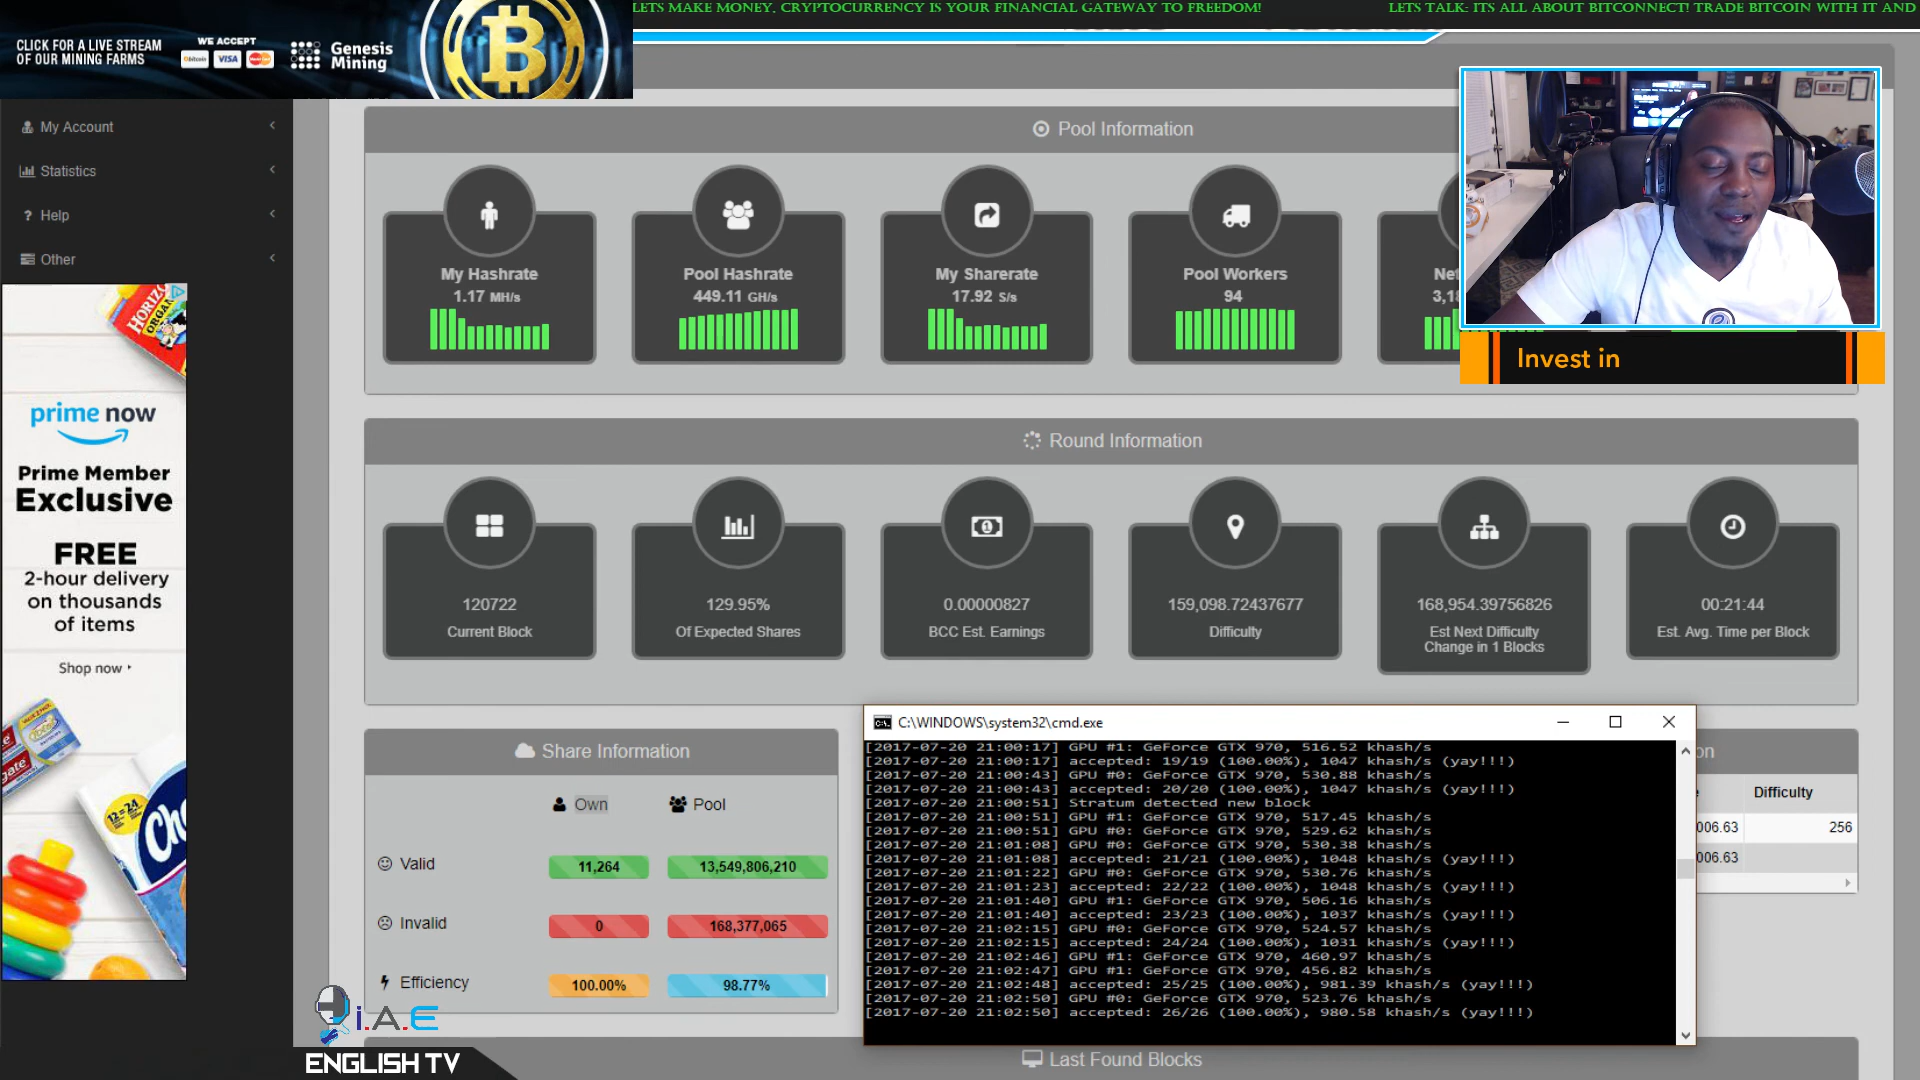 LETS MAKE MONEY, CRYPTOCURRENCY IS YOUR FINANCIAL GATEWAY TO FREEDOM!
LETS TALK: ITS ALL ABOUT BITCONNECT! TRADE BITCOIN WITH IT AND
CLICK FOR A LIVE STREAM
OF OUR MINING FARMS
WE ACCEPT
bitcoin
VISA
Genesis
Mining
My Account
Statistics
Help
Other
HORIZON
ORGANIC
prime now
Prime Member
Exclusive
FREE
2-hour delivery
on thousands
of items
Shop now
Pool Information
My Hashrate
1.17 MH/s
Pool Hashrate
449.11 GH/s
My Sharerate
17.92 S/s
Pool Workers
94
Net
3,18
Invest in
Round Information
120722
Current Block
129.95%
Of Expected Shares
0.00000827
BCC Est. Earnings
159,098.72437677
Difficulty
168,954.39756826
Est Next Difficulty
Change in 1 Blocks
00:21:44
Est. Avg. Time per Block
Share Information
Own
Pool
Valid
11,264
13,549,806,210
Invalid
0
168,377,065
Efficiency
100.00%
98.77%
C:\WINDOWS\system32\cmd.exe
[2017-07-20 21:00:17] GPU #1: GeForce GTX 970, 516.52 khash/s
[2017-07-20 21:00:17] accepted: 19/19 (100.00%), 1047 khash/s (yay!!!)
[2017-07-20 21:00:43] GPU #0: GeForce GTX 970, 530.88 khash/s
[2017-07-20 21:00:43] accepted: 20/20 (100.00%), 1047 khash/s (yay!!!)
[2017-07-20 21:00:51] Stratum detected new block
[2017-07-20 21:00:51] GPU #1: GeForce GTX 970, 517.45 khash/s
[2017-07-20 21:00:51] GPU #0: GeForce GTX 970, 529.62 khash/s
[2017-07-20 21:01:08] GPU #0: GeForce GTX 970, 530.38 khash/s
[2017-07-20 21:01:08] accepted: 21/21 (100.00%), 1048 khash/s (yay!!!)
[2017-07-20 21:01:22] GPU #0: GeForce GTX 970, 530.76 khash/s
[2017-07-20 21:01:23] accepted: 22/22 (100.00%), 1048 khash/s (yay!!!)
[2017-07-20 21:01:40] GPU #1: GeForce GTX 970, 506.16 khash/s
[2017-07-20 21:01:40] accepted: 23/23 (100.00%), 1037 khash/s (yay!!!)
[2017-07-20 21:02:15] GPU #0: GeForce GTX 970, 524.57 khash/s
[2017-07-20 21:02:15] accepted: 24/24 (100.00%), 1031 khash/s (yay!!!)
[2017-07-20 21:02:46] GPU #1: GeForce GTX 970, 460.97 khash/s
[2017-07-20 21:02:47] GPU #1: GeForce GTX 970, 456.82 khash/s
[2017-07-20 21:02:48] accepted: 25/25 (100.00%), 981.39 khash/s (yay!!!)
[2017-07-20 21:02:50] GPU #0: GeForce GTX 970, 523.76 khash/s
[2017-07-20 21:02:50] accepted: 26/26 (100.00%), 980.58 khash/s (yay!!!)
on
Difficulty
006.63
256
006.63
12=24
Ch
i.A.E
ENGLISH TV
Last Found Blocks